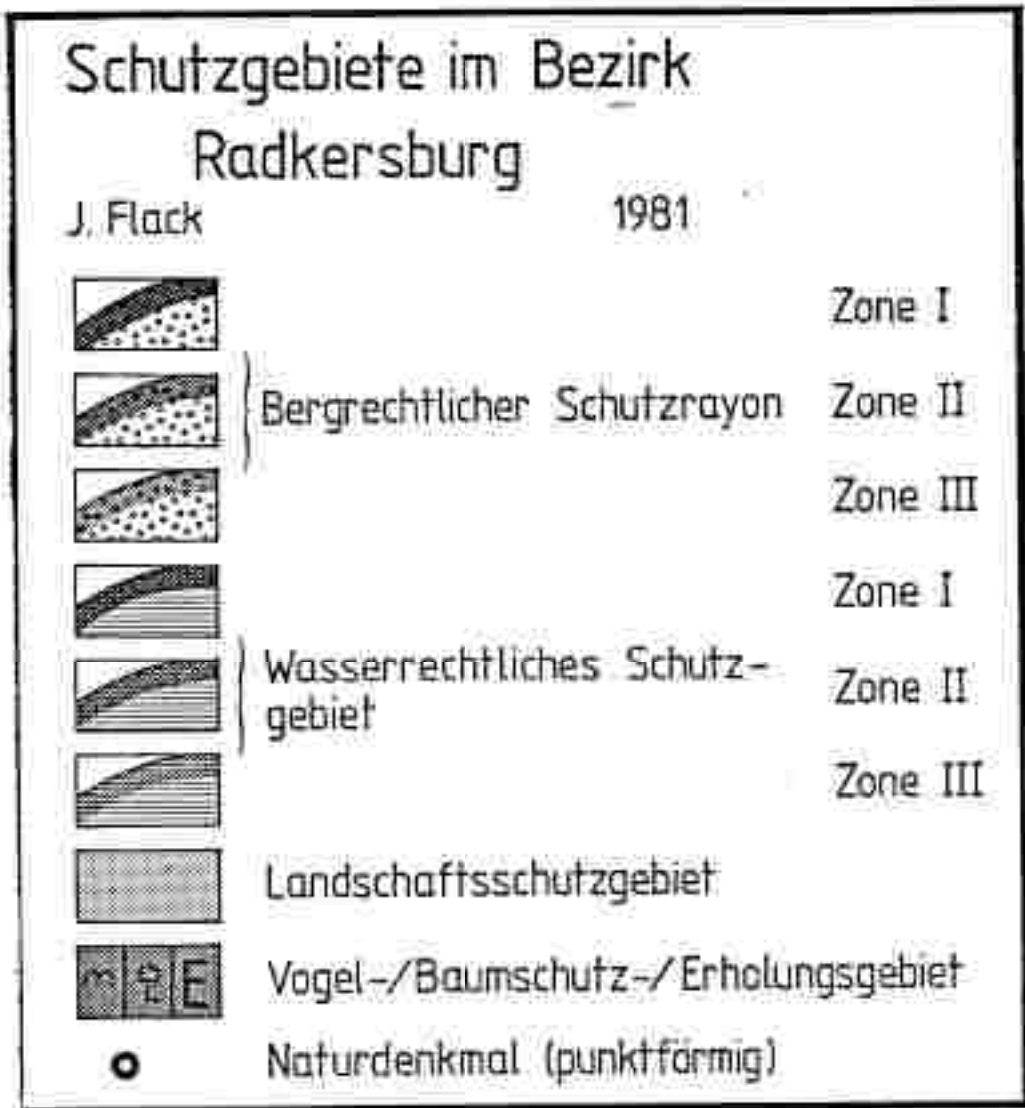 Schutzgebiete im Bezirk
Radkersburg
J. Flack 1981
Zone I
Bergrechtlicher Schutzrayon Zone II
Zone III
Zone I
Wasserrechtliches Schutz-
gebiet
Zone II
Zone III
Landschaftsschutzgebiet
E Vogel-/Baumschutz-/Erholungsgebiet
Naturdenkmal (punktförmig)